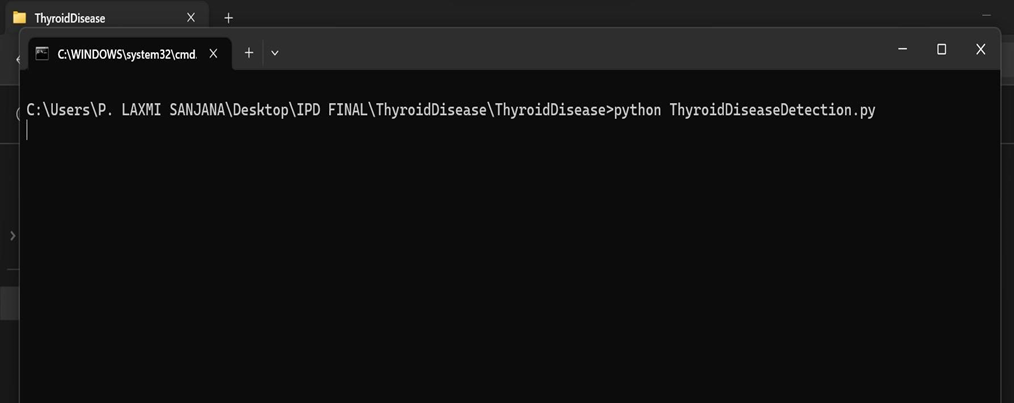 ThyroidDisease
C:\WINDOWS\system32\cmd.
C:\Users\P. LAXMI SANJANA\Desktop\IPD FINAL\ThyroidDisease\ThyroidDisease>python ThyroidDiseaseDetection.py